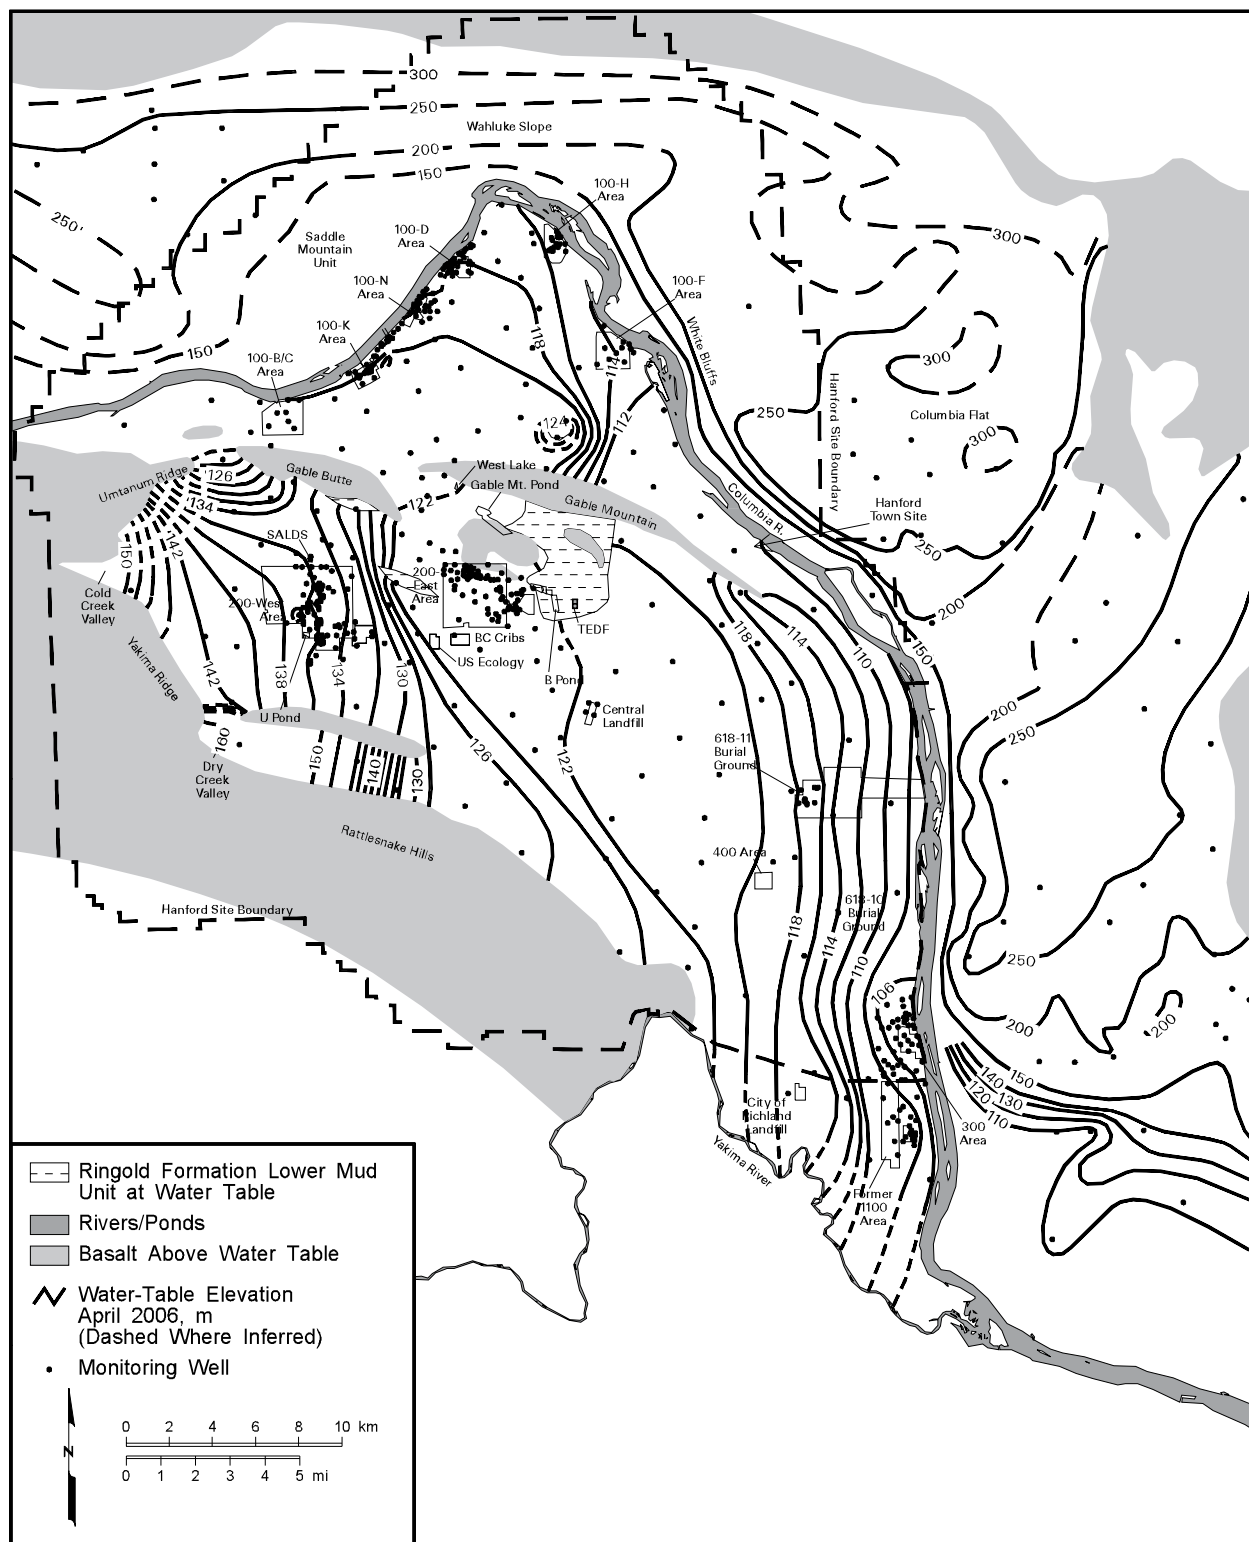 300
250
Wahluke Slope
200
150
100-H
Area
250'
100-D
Area
Saddle
Mountain
Unit
300
100-N
Area
100-F
Area
100-K
Area
118
White Bluffs
150
100-B/C
Area
114
300
250
112
Hanford Site Boundary
Columbia Flat
124
300
West Lake
Umtanum Ridge
126
Gable Butte
Gable Mt. Pond
122
Gable Mountain
Columbia R.
Hanford
Town Site
134
SALDS
142
150
250
200-
East
Area
Cold
Creek
Valley
200-Wes
Are
TEDF
200
118
114
BC Cribs
110
150
US Ecology
Yakima Ridge
142
138
134
130
B Pond
200
U Pond
Central
Landfill
250
160
126
122
618-11
Burial
Ground
Dry
Creek
Valley
150
140
130
Rattlesnake Hills
400 Area
618-10
Burial
Ground
Hanford Site Boundary
118
114
110
250
106
200
200
150
140
130
120
110
City of
Richland
Landfill
300
Area
Yakima River
Former
1100
Area
Ringold Formation Lower Mud
Unit at Water Table
Rivers/Ponds
Basalt Above Water Table
Water-Table Elevation
April 2006, m
(Dashed Where Inferred)
Monitoring Well
N
0 2 4 6 8 10 km
0 1 2 3 4 5 mi